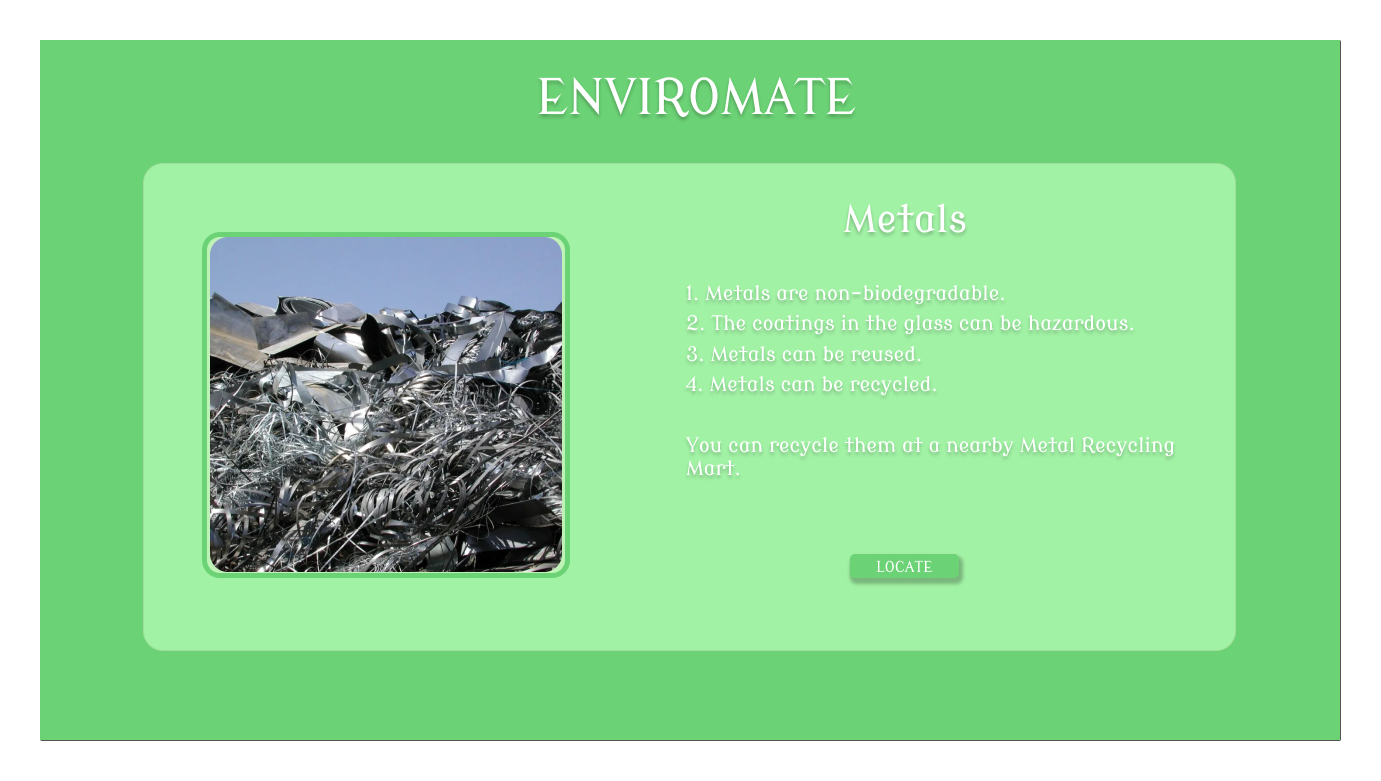 ENVIROMATE
Metals
1. Metals are non-biodegradable.
2. The coatings in the glass can be hazardous.
3. Metals can be reused.
4. Metals can be recycled.
You can recycle them at a nearby Metal Recycling
Mart.
LOCATE